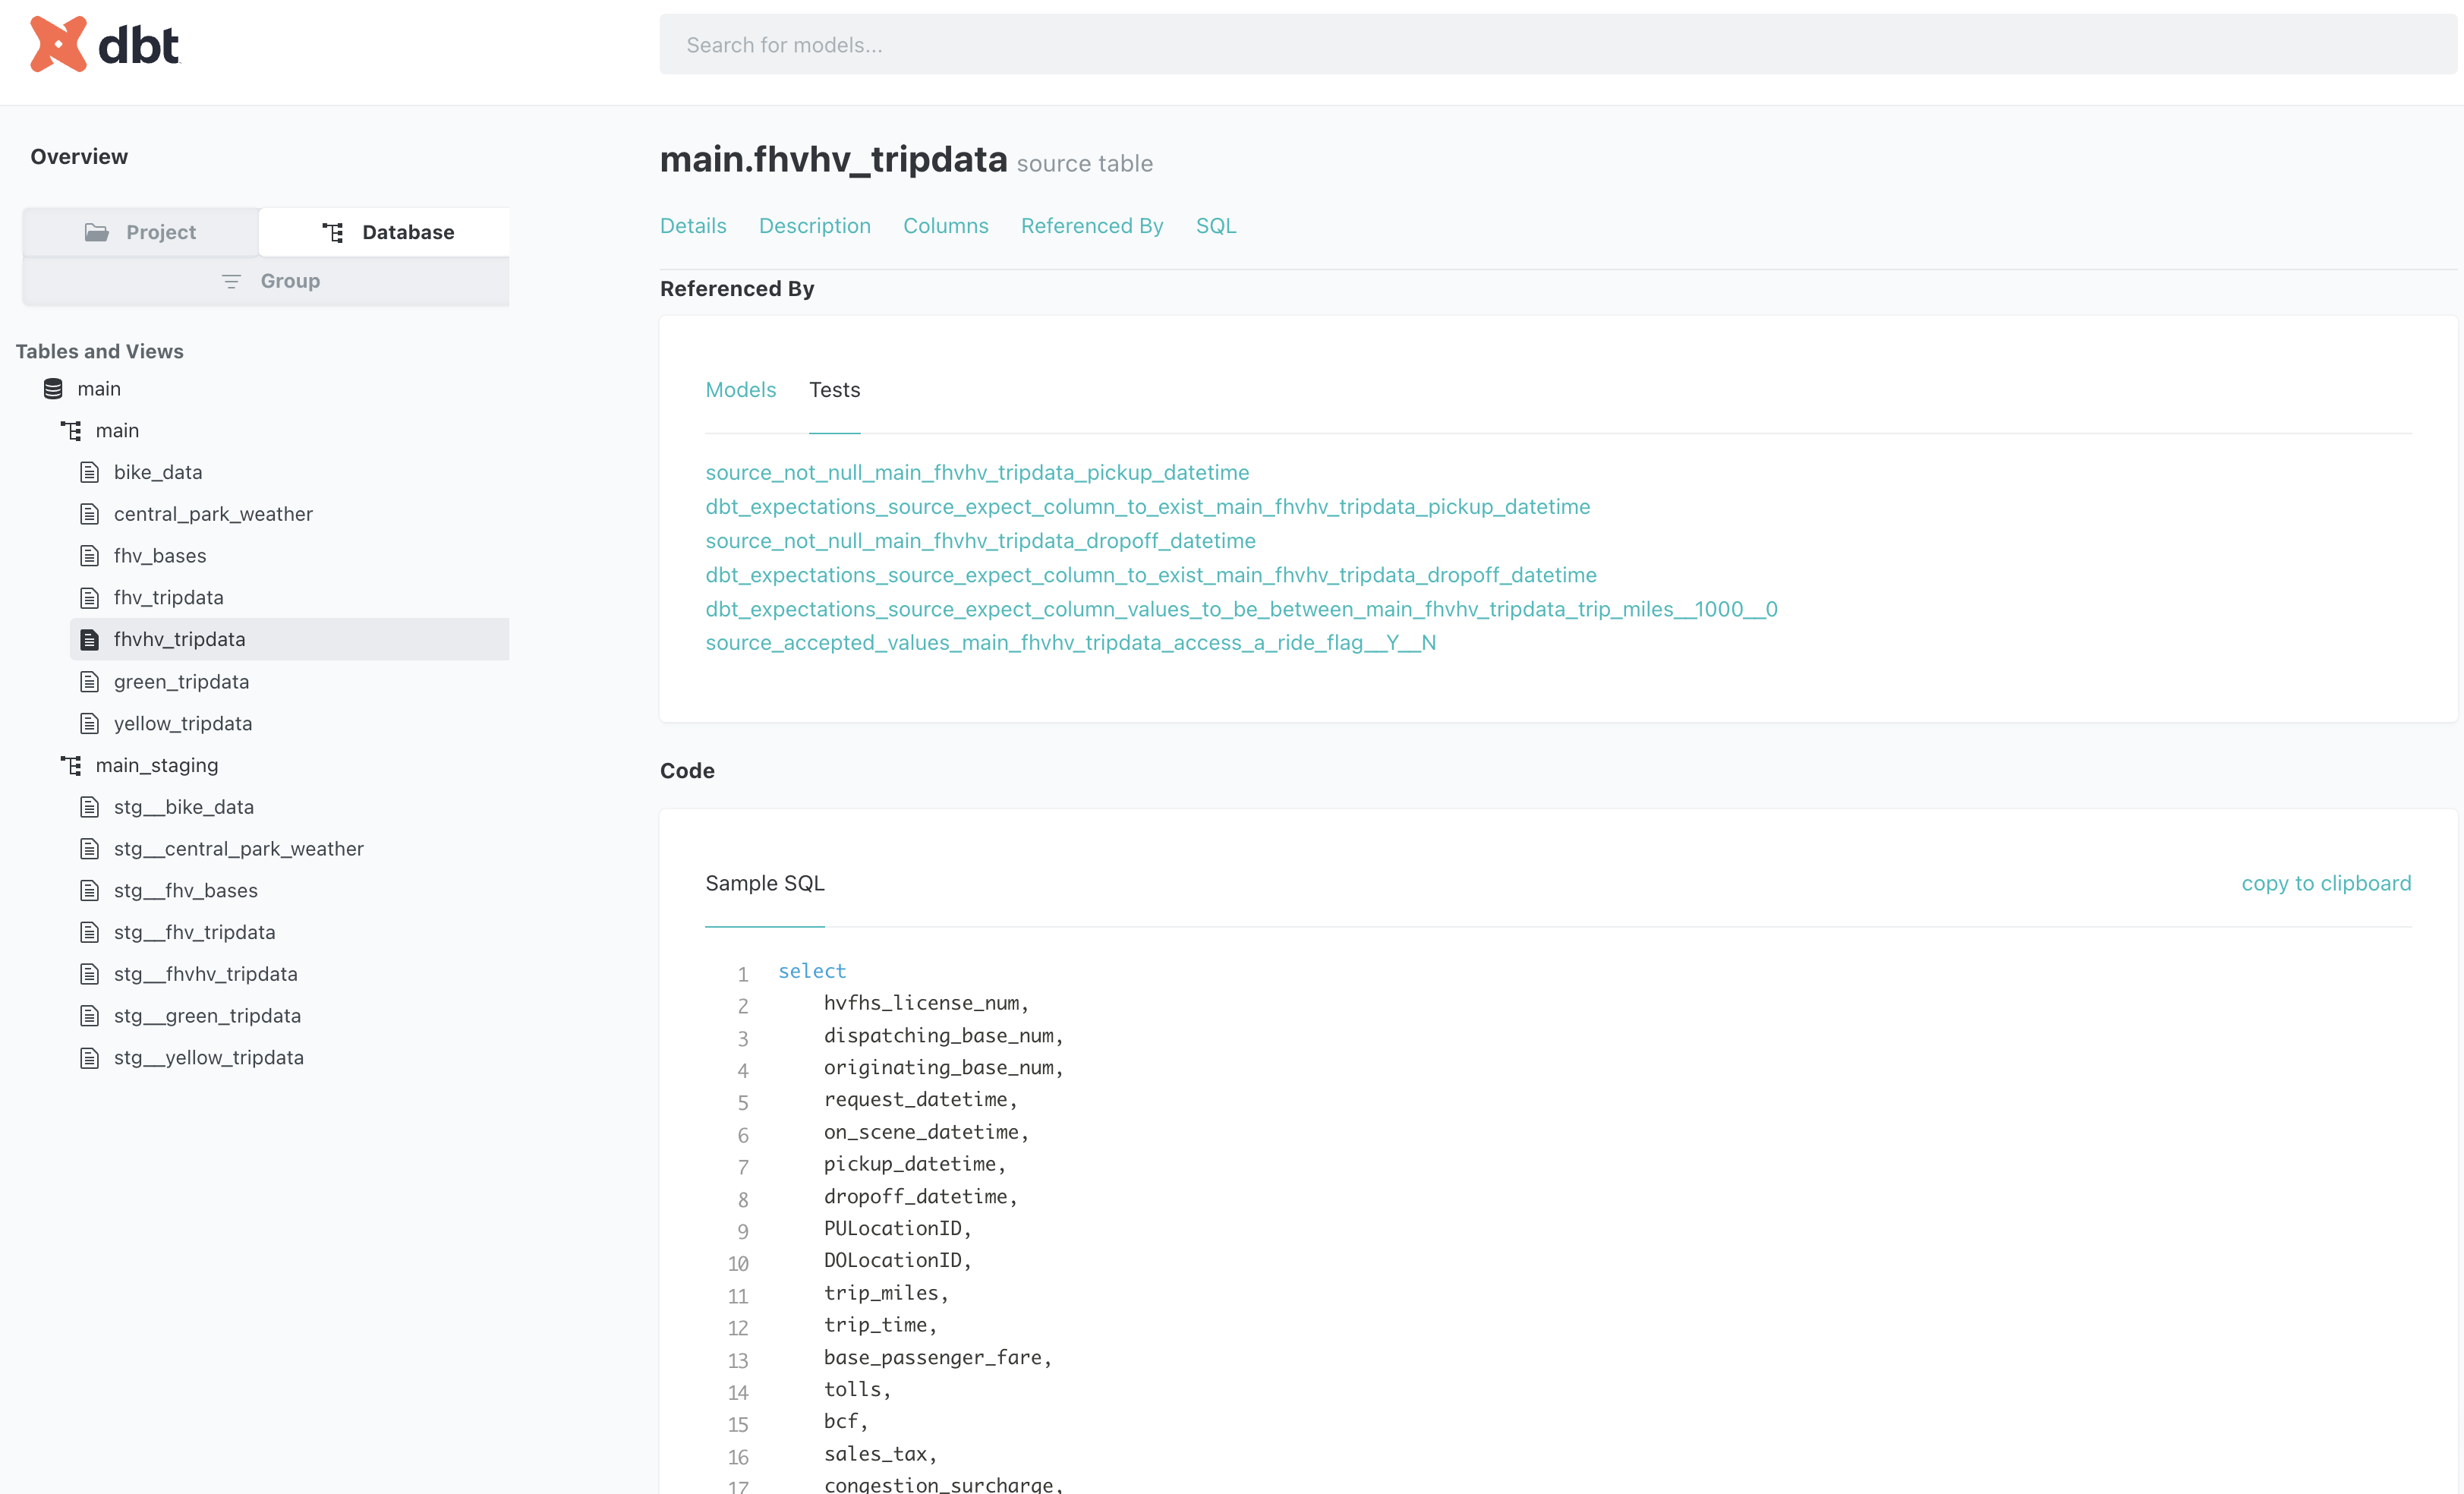 dbt
Search for models...
Overview
Project
Database
Group
Tables and Views
main
main
bike_data
central_park_weather
fhv_bases
fhv_tripdata
fhvhv_tripdata
green_tripdata
yellow_tripdata
main_staging
stg__bike_data
stg__central_park_weather
stg__fhv_bases
stg__fhv_tripdata
stg__fhvhv_tripdata
stg__green_tripdata
stg__yellow_tripdata
main.fhvhv_tripdata source table
Details Description Columns Referenced By SQL
Referenced By
Models Tests
source_not_null_main_fhvhv_tripdata_pickup_datetime
dbt_expectations_source_expect_column_to_exist_main_fhvhv_tripdata_pickup_datetime
source_not_null_main_fhvhv_tripdata_dropoff_datetime
dbt_expectations_source_expect_column_to_exist_main_fhvhv_tripdata_dropoff_datetime
dbt_expectations_source_expect_column_values_to_be_between_main_fhvhv_tripdata_trip_miles__1000__0
source_accepted_values_main_fhvhv_tripdata_access_a_ride_flag__Y__N
Code
Sample SQL copy to clipboard
1 select
2 hvfhs_license_num,
3 dispatching_base_num,
4 originating_base_num,
5 request_datetime,
6 on_scene_datetime,
7 pickup_datetime,
8 dropoff_datetime,
9 PULocationID,
10 DOLocationID,
11 trip_miles,
12 trip_time,
13 base_passenger_fare,
14 tolls,
15 bcf,
16 sales_tax,
17 congestion_surcharge,